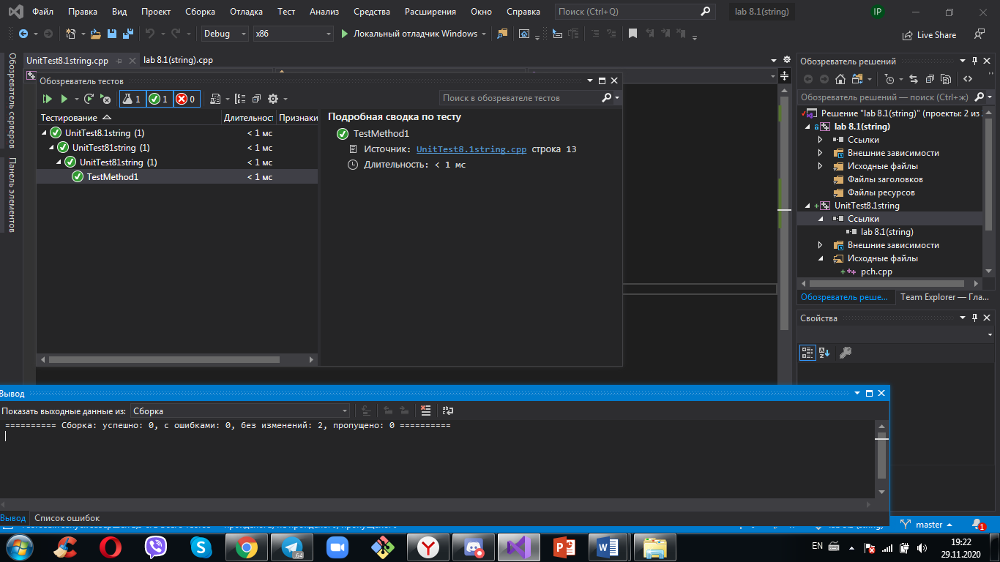 Файл Правка Вид Проект Сборка Отладка Тест Анализ Средства Расширения Окно Справка Поиск (Ctrl+Q) lab 8.1(string) IP
Debug x86 Локальный отладчик Windows Live Share
Обозреватель серверов
Панель элементов
UnitTest8.1string.cpp lab 8.1(string).cpp
Обозреватель тестов
1 1 0 Поиск в обозревателе тестов
Тестирование Длительност Признаки
UnitTest8.1string (1) < 1 мс
UnitTest81string (1) < 1 мс
UnitTest81string (1) < 1 мс
TestMethod1 < 1 мс
Подробная сводка по тесту
TestMethod1
Источник: UnitTest8.1string.cpp строка 13
Длительность: < 1 мс
Обозреватель решений
Обозреватель решений — поиск (Ctrl+ж)
Решение "lab 8.1(string)" (проекты: 2 из
lab 8.1(string)
Ссылки
Внешние зависимости
Исходные файлы
Файлы заголовков
Файлы ресурсов
UnitTest8.1string
Ссылки
lab 8.1(string)
Внешние зависимости
Исходные файлы
pch.cpp
Обозреватель реше... Team Explorer — Гла...
Свойства
Вывод
Показать выходные данные из: Сборка
========== Сборка: успешно: 0, с ошибками: 0, без изменений: 2, пропущено: 0 ==========
Вывод Список ошибок
master 1
.64
EN 19:22
29.11.2020